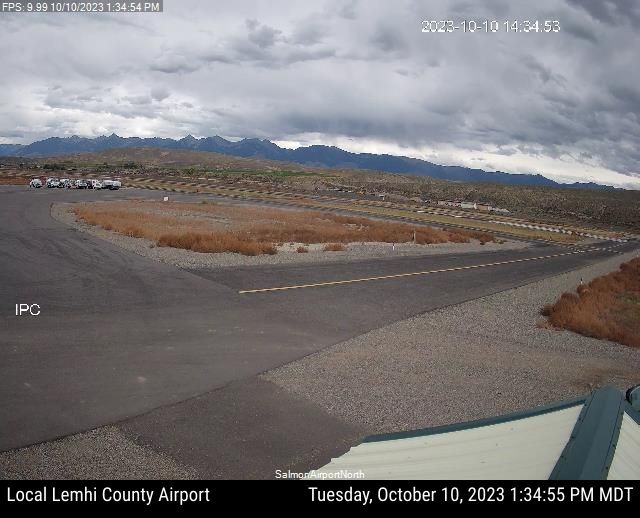 FPS: 9.99 10/10/2023 1:34:54 PM
2023-10-10 14:34:53
IPC
SalmonAirportNorth
Local Lemhi County Airport Tuesday, October 10, 2023 1:34:55 PM MDT